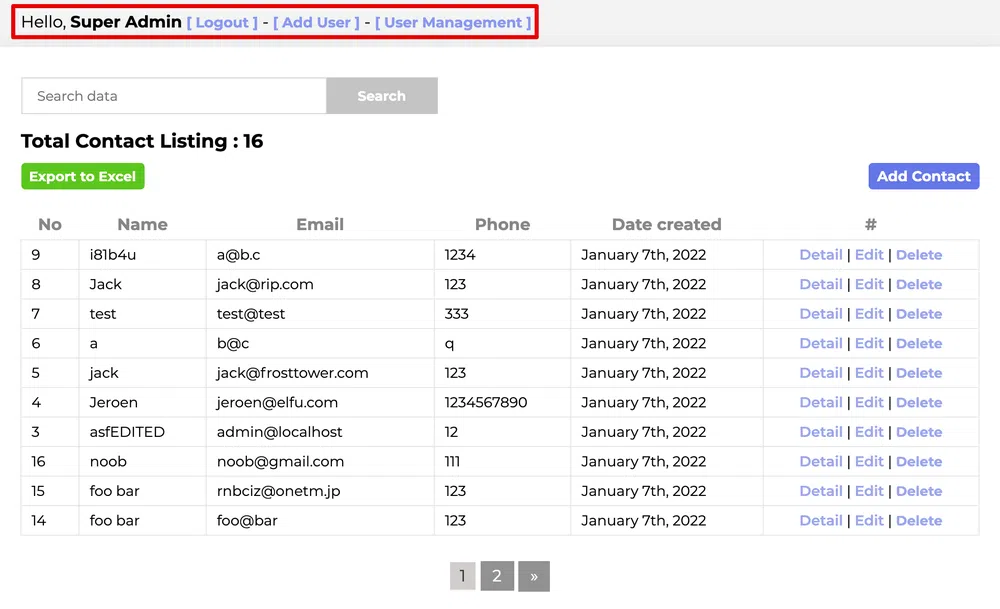 Hello, Super Admin [ Logout ] - [ Add User ] - [ User Management ]
Search data Search
Total Contact Listing : 16
Export to Excel Add Contact
No Name Email Phone Date created #
9 i81b4u a@b.c 1234 January 7th, 2022 Detail | Edit | Delete
8 Jack jack@rip.com 123 January 7th, 2022 Detail | Edit | Delete
7 test test@test 333 January 7th, 2022 Detail | Edit | Delete
6 a b@c q January 7th, 2022 Detail | Edit | Delete
5 jack jack@frosttower.com 123 January 7th, 2022 Detail | Edit | Delete
4 Jeroen jeroen@elfu.com 1234567890 January 7th, 2022 Detail | Edit | Delete
3 asfEDITED admin@localhost 12 January 7th, 2022 Detail | Edit | Delete
16 noob noob@gmail.com 111 January 7th, 2022 Detail | Edit | Delete
15 foo bar rnbciz@onetm.jp 123 January 7th, 2022 Detail | Edit | Delete
14 foo bar foo@bar 123 January 7th, 2022 Detail | Edit | Delete
1 2 »